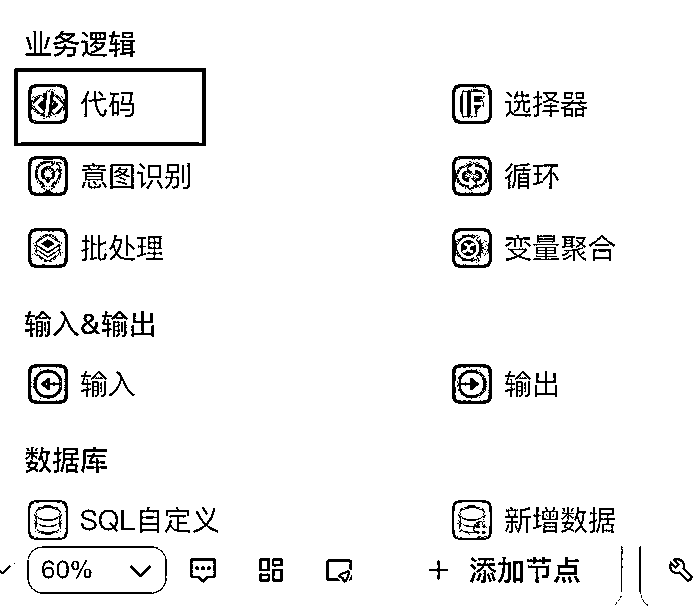 业务逻辑
代码 选择器
意图识别 循环
批处理 变量聚合
输入&输出
输入 输出
数据库
SQL自定义 新增数据
60% + 添加节点